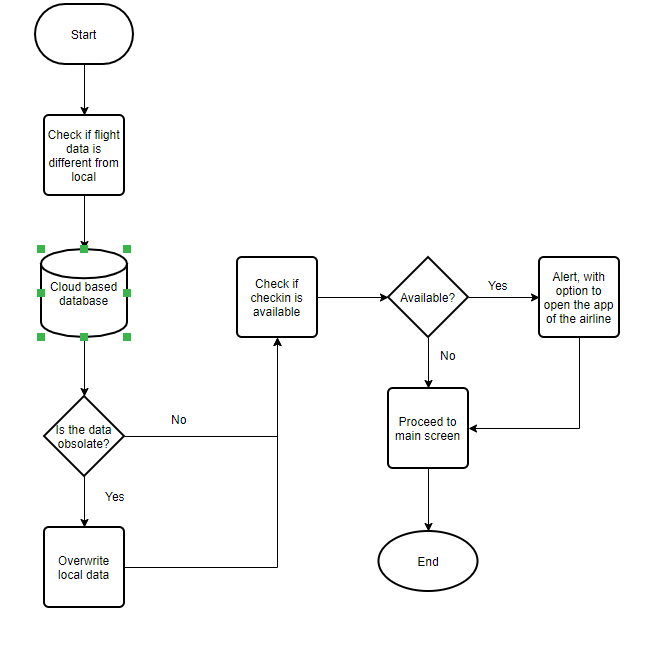 Start
Check if flight
data is
different from
local
Cloud based
database
Is the data
obsolate?
No
Yes
Overwrite
local data
Check if
checkin is
available
Available?
Yes
No
Alert, with
option to
open the app
of the airline
Proceed to
main screen
End